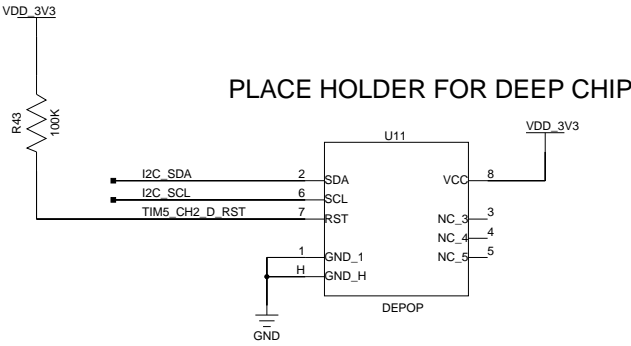 VDD_3V3
PLACE HOLDER FOR DEEP CHIP
R43
100K
U11
VDD_3V3
I2C_SDA 2 SDA VCC 8
I2C_SCL 6 SCL
TIM5_CH2_D_RST 7 RST NC_3 3
NC_4 4
1 GND_1 NC_5 5
H GND_H
DEPOP
GND